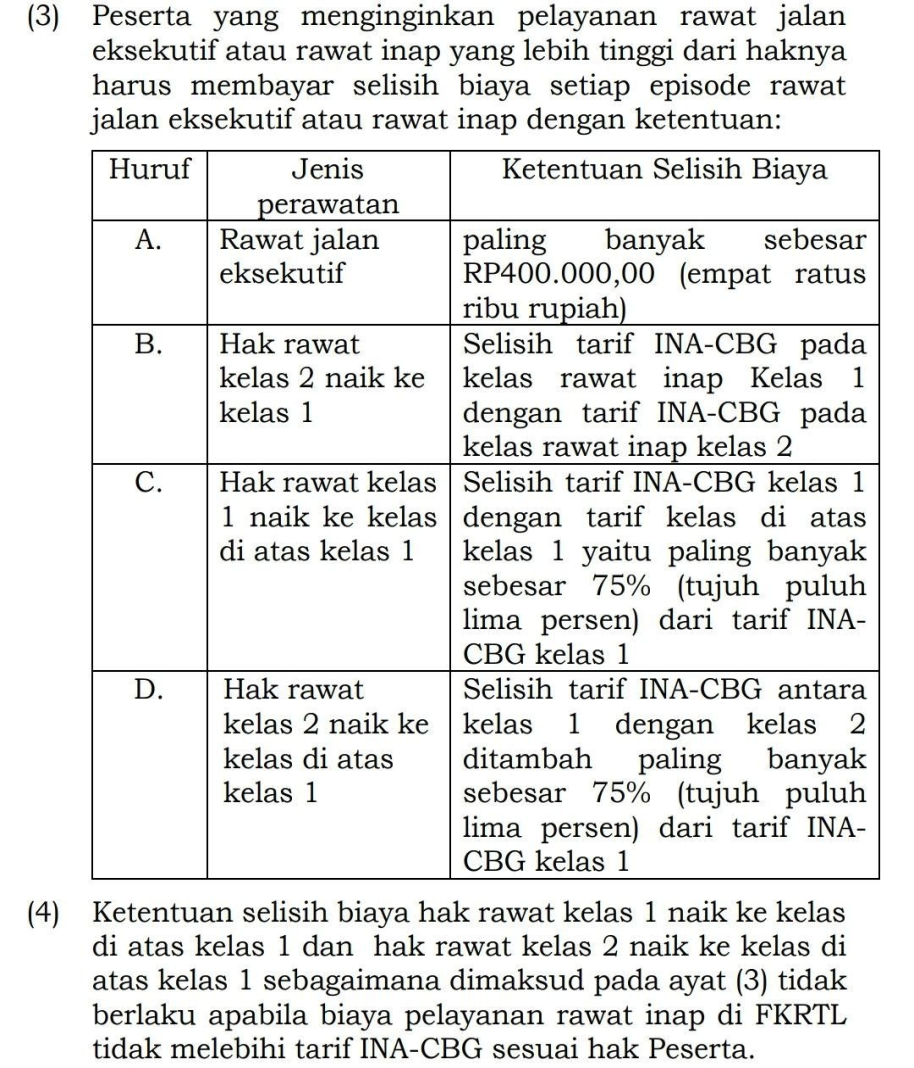 (3) Peserta yang menginginkan pelayanan rawat jalan
eksekutif atau rawat inap yang lebih tinggi dari haknya
harus membayar selisih biaya setiap episode rawat
jalan eksekutif atau rawat inap dengan ketentuan:
Huruf
Jenis
perawatan
Ketentuan Selisih Biaya
A.
Rawat jalan
eksekutif
paling banyak sebesar
RP400.000,00 (empat ratus
ribu rupiah)
B.
Hak rawat
kelas 2 naik ke
kelas 1
Selisih tarif INA-CBG pada
kelas rawat inap Kelas 1
dengan tarif INA-CBG pada
kelas rawat inap kelas 2
C.
Hak rawat kelas
1 naik ke kelas
di atas kelas 1
Selisih tarif INA-CBG kelas 1
dengan tarif kelas di atas
kelas 1 yaitu paling banyak
sebesar 75% (tujuh puluh
lima persen) dari tarif INA-
CBG kelas 1
D.
Hak rawat
kelas 2 naik ke
kelas di atas
kelas 1
Selisih tarif INA-CBG antara
kelas 1 dengan kelas 2
ditambah paling banyak
sebesar 75% (tujuh puluh
lima persen) dari tarif INA-
CBG kelas 1
(4) Ketentuan selisih biaya hak rawat kelas 1 naik ke kelas
di atas kelas 1 dan hak rawat kelas 2 naik ke kelas di
atas kelas 1 sebagaimana dimaksud pada ayat (3) tidak
berlaku apabila biaya pelayanan rawat inap di FKRTL
tidak melebihi tarif INA-CBG sesuai hak Peserta.